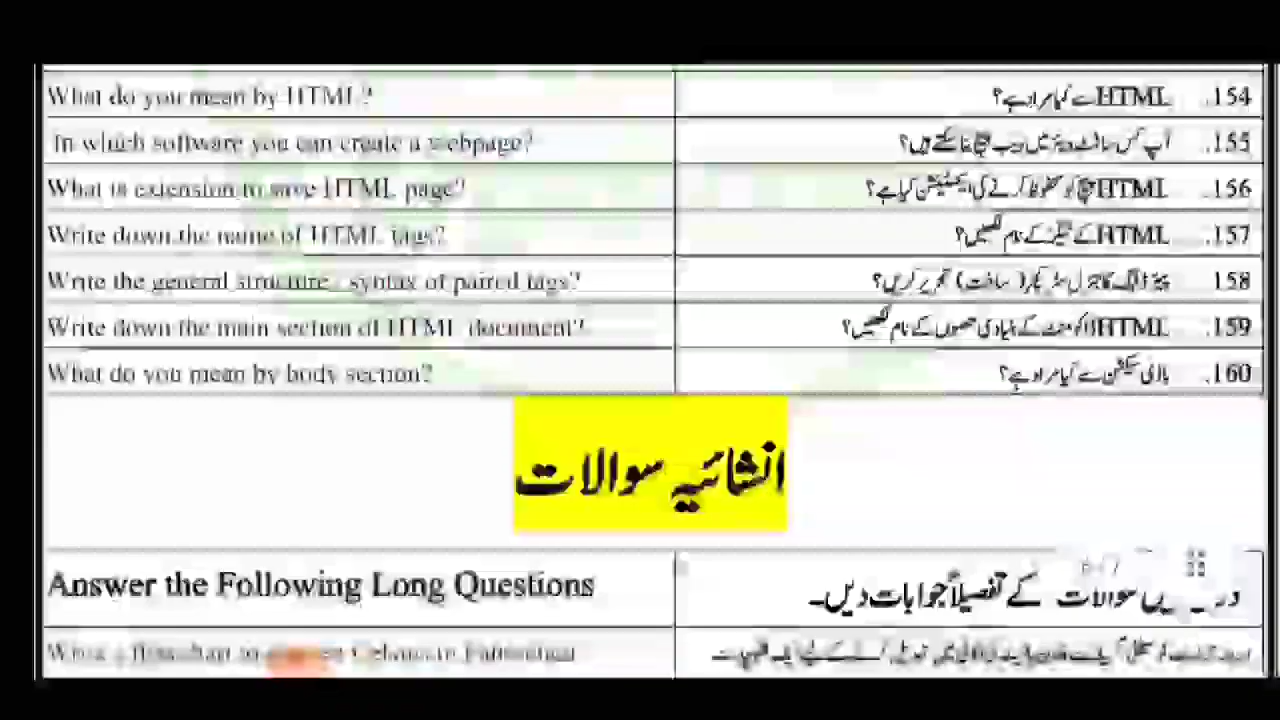 What do you mean by HTML?
154. HTML سے کیا مراد ہے؟
In which software you can create a webpage?
155. آپ کس سافٹ ویئر میں ویب پیج بنا سکتے ہیں؟
What is extension to save HTML page?
156. HTML پیج کو محفوظ کرنے کی ایکسٹینشن کیا ہے؟
Write down the name of HTML tags?
157. HTML کے ٹیگز کے نام لکھیں؟
Write the general structure, syntax of paired tags?
158. پیئرڈ ٹیگ کا جنرل سٹرکچر (ساخت) تحریر کریں؟
Write down the main section of HTML document?
159. HTML ڈاکومنٹ کے بنیادی حصوں کے نام لکھیں؟
What do you mean by body section?
160. باڈی سیکشن سے کیا مراد ہے؟
انشائیہ سوالات
Answer the Following Long Questions
سوالات کے تفصیلاً جوابات دیں۔